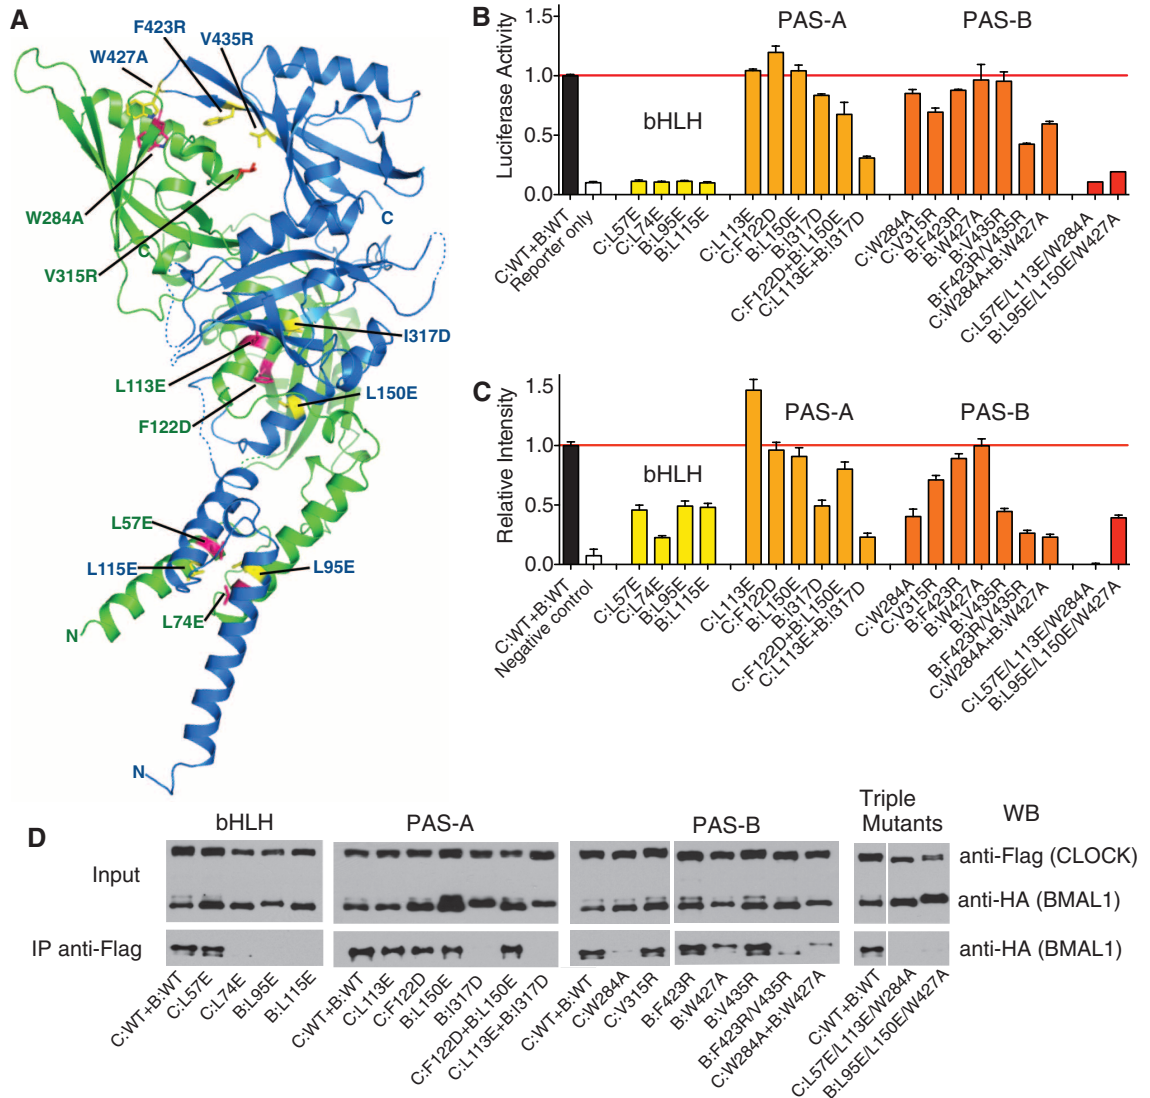 A
F423R
V435R
W427A
W284A
V315R
C
C
I317D
L113E
L150E
F122D
L57E
L115E
L95E
L74E
N
N
B
Luciferase Activity
1.5
1.0
0.5
0.0
bHLH
PAS-A
PAS-B
C:WT+B:WT
Reporter only
C:L57E
C:L74E
B:L95E
B:L115E
C:L113E
C:F122D
B:L150E
B:I317D
C:F122D+B:L150E
C:L113E+B:I317D
C:W284A
C:V315R
B:F423R
B:W427A
B:V435R
B:F423R/V435R
C:W284A+B:W427A
C:L57E/L113E/W284A
B:L95E/L150E/W427A
C
Relative Intensity
1.5
1.0
0.5
0.0
bHLH
PAS-A
PAS-B
C:WT+B:WT
Negative control
C:L57E
C:L74E
B:L95E
B:L115E
C:L113E
C:F122D
B:L150E
B:I317D
C:F122D+B:L150E
C:L113E+B:I317D
C:W284A
C:V315R
B:F423R
B:W427A
B:V435R
B:F423R/V435R
C:W284A+B:W427A
C:L57E/L113E/W284A
B:L95E/L150E/W427A
D
bHLH
PAS-A
PAS-B
Triple
Mutants
WB
Input
anti-Flag (CLOCK)
anti-HA (BMAL1)
IP anti-Flag
anti-HA (BMAL1)
C:WT+B:WT
C:L57E
C:L74E
B:L95E
B:L115E
C:WT+B:WT
C:L113E
C:F122D
B:L150E
B:I317D
C:F122D+B:L150E
C:L113E+B:I317D
C:WT+B:WT
C:W284A
C:V315R
B:F423R
B:W427A
B:V435R
B:F423R/V435R
C:W284A+B:W427A
C:WT+B:WT
C:L57E/L113E/W284A
B:L95E/L150E/W427A